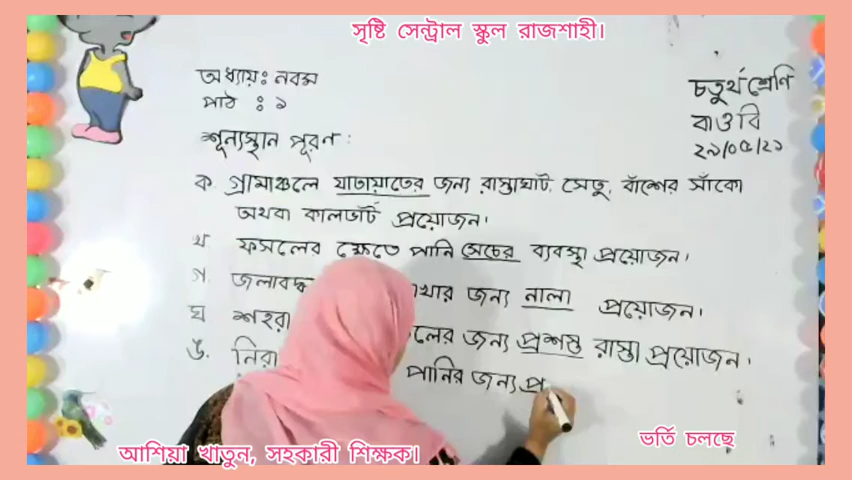 সৃষ্টি সেন্ট্রাল স্কুল রাজশাহী।
অধ্যায়ঃ নবম
পাঠ ঃ ১
চতুর্থ শ্রেণি
বাওবি
২৯/০৫/২১
শূন্যস্থান পূরণ :
ক. গ্রামাঞ্চলে যাতায়াতের জন্য রাস্তাঘাট, সেতু, বাঁশের সাঁকো
অথবা কালভার্ট প্রয়োজন।
খ ফসলের ক্ষেতে পানি সেচের ব্যবস্থা প্রয়োজন।
গ. জলাবদ্ধ জন্য নালা প্রয়োজন।
ঘ শহরা জন্য প্রশস্ত রাস্তা প্রয়োজন।
ঙ. নিরা পানির জন্য প্র
আশিয়া খাতুন, সহকারী শিক্ষক।
ভর্তি চলছে